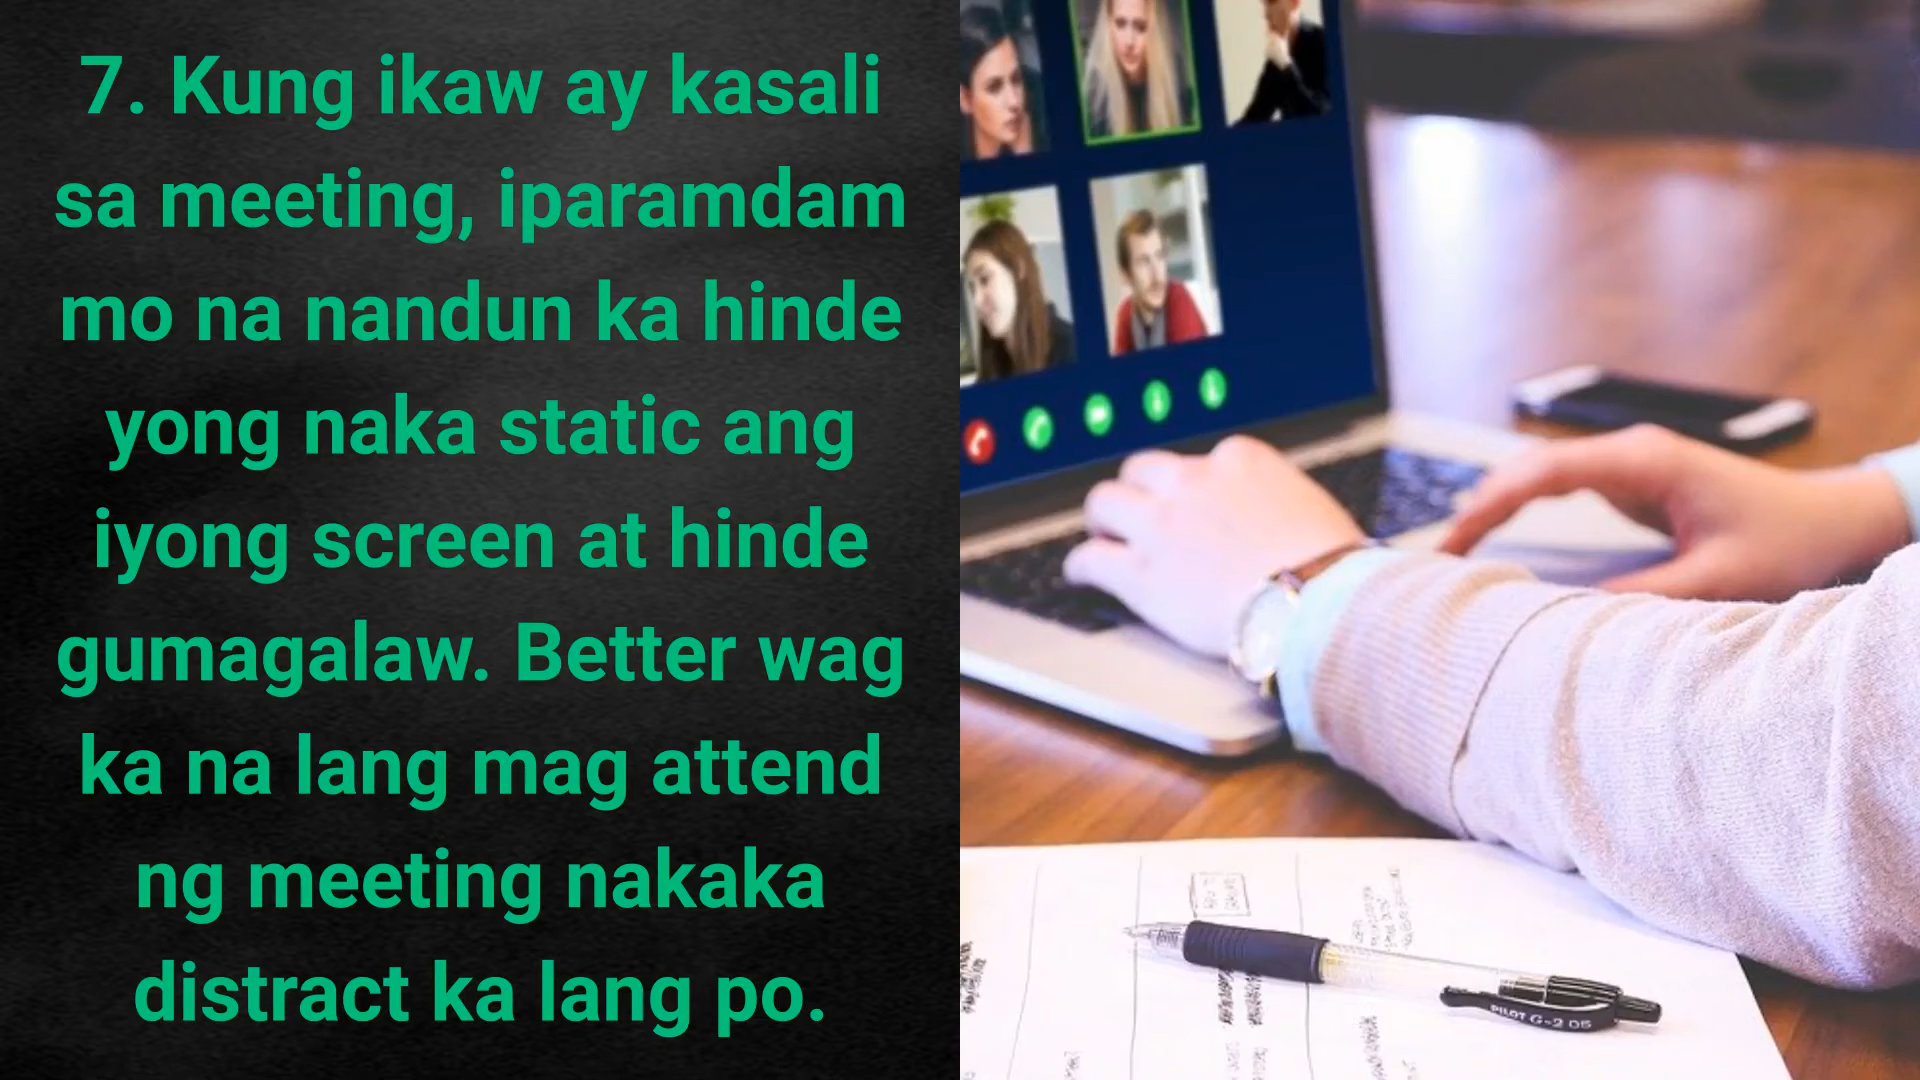 7. Kung ikaw ay kasali
sa meeting, iparamdam
mo na nandun ka hinde
yong naka static ang
iyong screen at hinde
gumagalaw. Better wag
ka na lang mag attend
ng meeting nakaka
distract ka lang po.
PILOT G-2 05